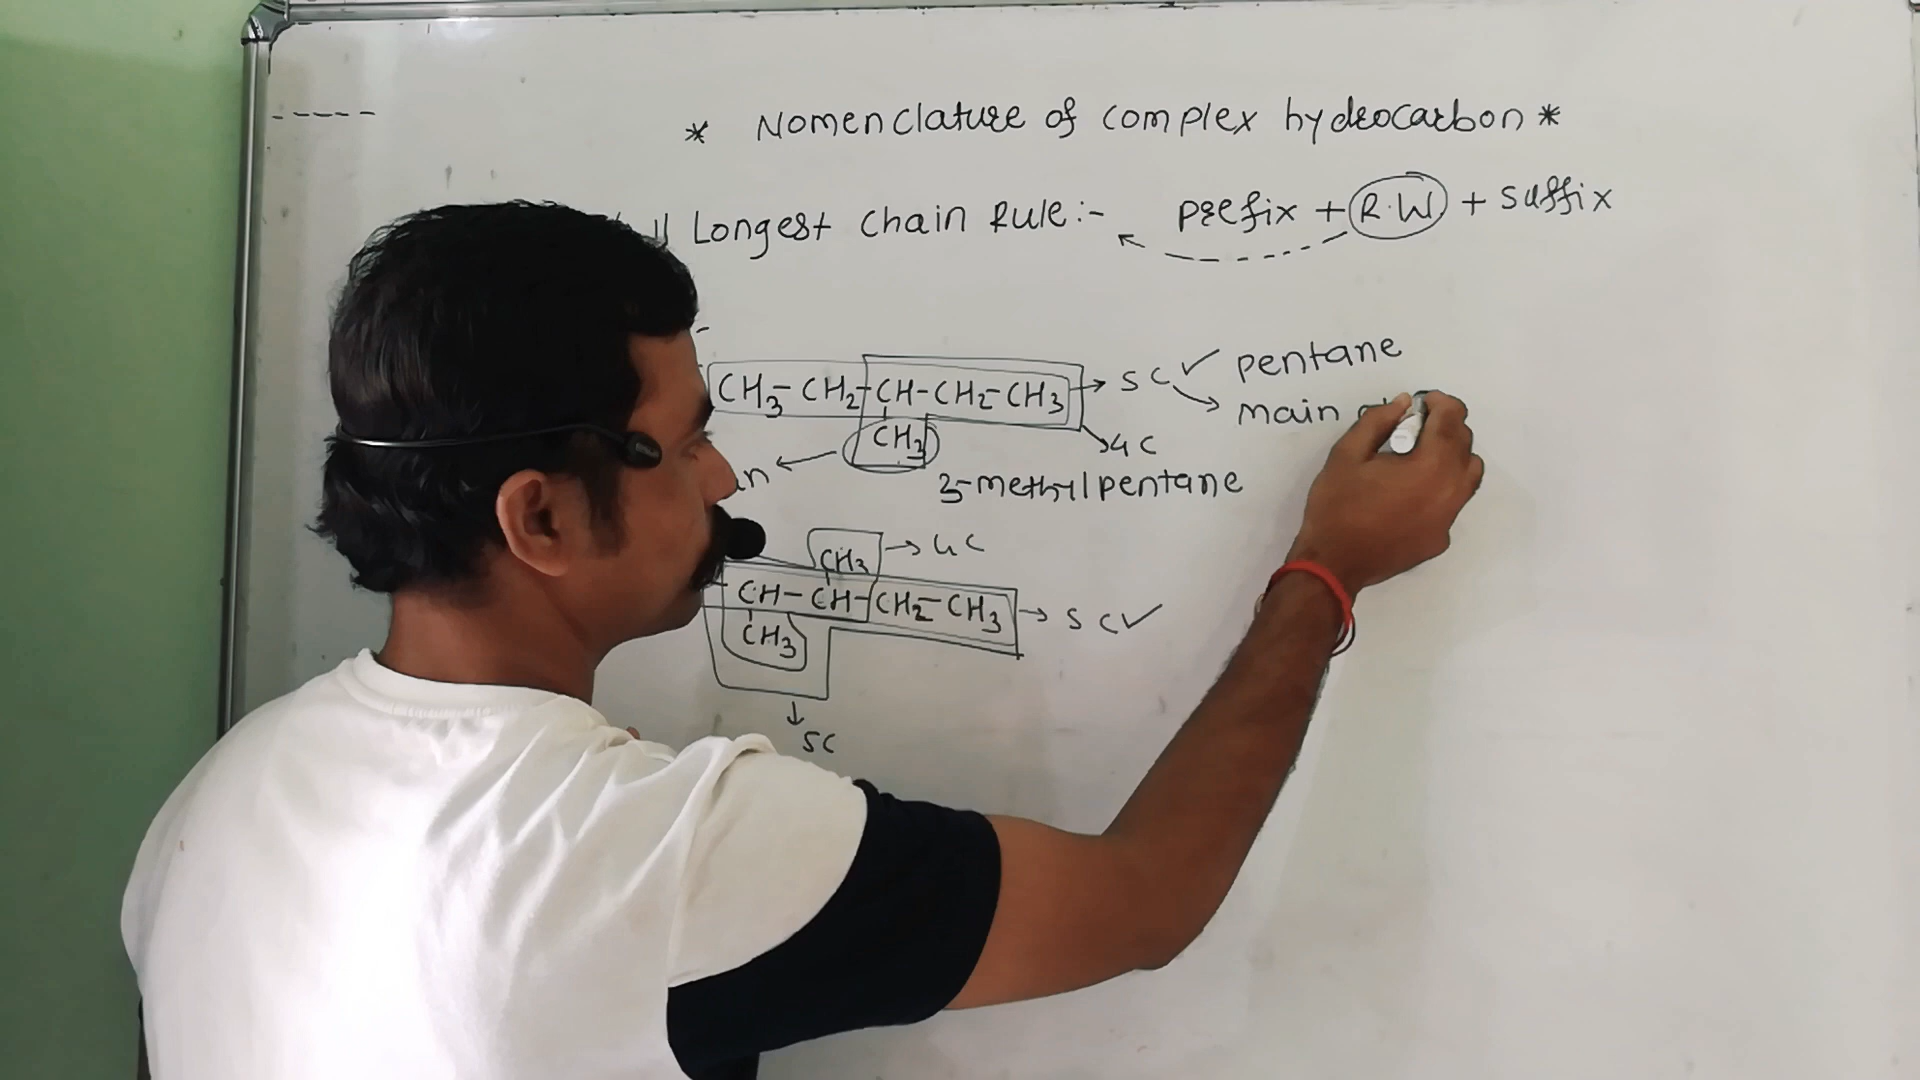 * Nomenclature of complex hydrocarbon *
Longest chain Rule:- prefix + R.W + suffix
CH3 - CH2 - CH - CH2 - CH3 → 5C ✓ pentane
main
CH3
4C
3-methylpentane
CH3 → 4C
CH - CH - CH2 - CH3 → 5C ✓
CH3
5C